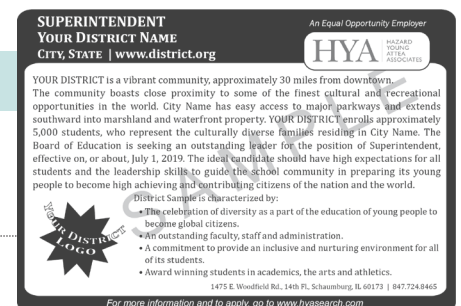 SUPERINTENDENT
An Equal Opportunity Employer
YOUR DISTRICT NAME
CITY, STATE | www.district.org
HYA
HAZARD
YOUNG
ATTEA
ASSOCIATES
YOUR DISTRICT is a vibrant community, approximately 30 miles from downtown.
The community boasts close proximity to some of the finest cultural and recreational
opportunities in the world. City Name has easy access to major parkways and extends
southward into marshland and waterfront property. YOUR DISTRICT enrolls approximately
5,000 students, who represent the culturally diverse families residing in City Name. The
Board of Education is seeking an outstanding leader for the position of Superintendent,
effective on, or about, July 1, 2019. The ideal candidate should have high expectations for all
students and the leadership skills to guide the school community in preparing its young
people to become high achieving and contributing citizens of the nation and the world.
SAMPLE
YOUR DISTRICT
LOGO
District Sample is characterized by:
• The celebration of diversity as a part of the education of young people to
become global citizens.
• An outstanding faculty, staff and administration.
• A commitment to provide an inclusive and nurturing environment for all
of its students.
• Award winning students in academics, the arts and athletics.
1475 E. Woodfield Rd., 14th Fl., Schaumburg, IL 60173 | 847.724.8465
For more information and to apply, go to www.hyasearch.com